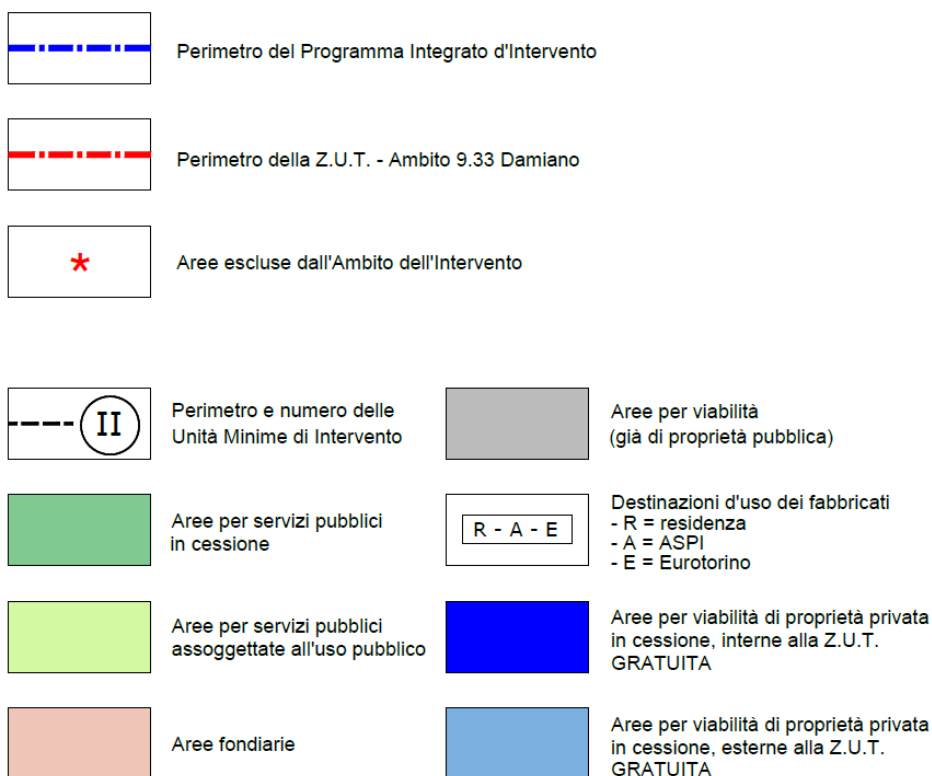 Perimetro del Programma Integrato d'Intervento
Perimetro della Z.U.T. - Ambito 9.33 Damiano
*
Aree escluse dall'Ambito dell'Intervento
II
Perimetro e numero delle
Unità Minime di Intervento
Aree per viabilità
(già di proprietà pubblica)
Aree per servizi pubblici
in cessione
R - A - E
Destinazioni d'uso dei fabbricati
- R = residenza
- A = ASPI
- E = Eurotorino
Aree per servizi pubblici
assoggettate all'uso pubblico
Aree per viabilità di proprietà privata
in cessione, interne alla Z.U.T.
GRATUITA
Aree fondiarie
Aree per viabilità di proprietà privata
in cessione, esterne alla Z.U.T.
GRATUITA